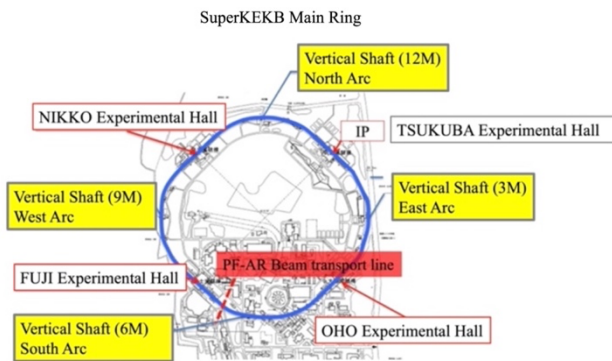 SuperKEKB Main Ring
Vertical Shaft (12M)
North Arc
NIKKO Experimental Hall
IP
TSUKUBA Experimental Hall
Vertical Shaft (9M)
West Arc
Vertical Shaft (3M)
East Arc
PF-AR Beam transport line
FUJI Experimental Hall
Vertical Shaft (6M)
South Arc
OHO Experimental Hall